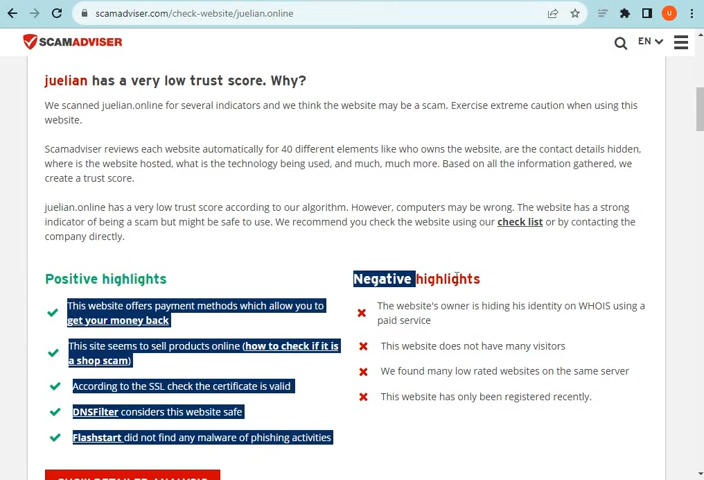 scamadviser.com/check-website/juelian.online
U
SCAMADVISER
EN
juelian has a very low trust score. Why?
We scanned juelian.online for several indicators and we think the website may be a scam. Exercise extreme caution when using this
website.
Scamadviser reviews each website automatically for 40 different elements like who owns the website, are the contact details hidden,
where is the website hosted, what is the technology being used, and much, much more. Based on all the information gathered, we
create a trust score.
juelian.online has a very low trust score according to our algorithm. However, computers may be wrong. The website has a strong
indicator of being a scam but might be safe to use. We recommend you check the website using our check list or by contacting the
company directly.
Positive highlights
This website offers payment methods which allow you to
get your money back
This site seems to sell products online (how to check if it is
a shop scam)
According to the SSL check the certificate is valid
DNSFilter considers this website safe
Flashstart did not find any malware of phishing activities
Negative highlights
The website's owner is hiding his identity on WHOIS using a
paid service
This website does not have many visitors
We found many low rated websites on the same server
This website has only been registered recently.
SHOW DETAILED ANALYSIS